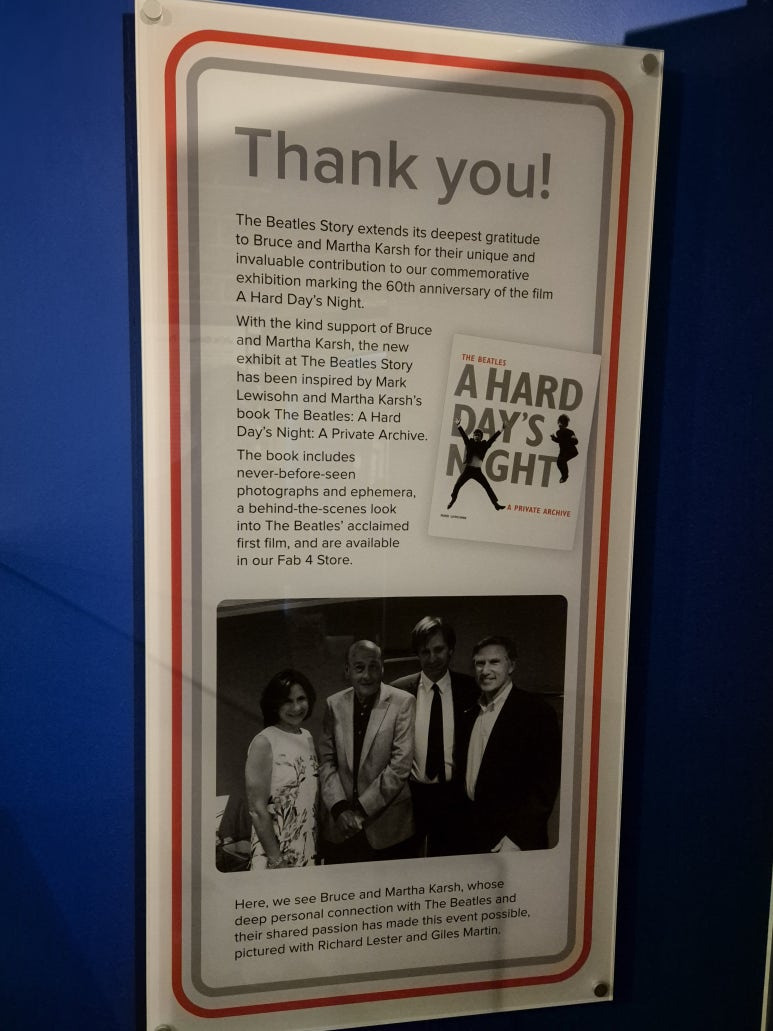 Thank you!
The Beatles Story extends its deepest gratitude
to Bruce and Martha Karsh for their unique and
invaluable contribution to our commemorative
exhibition marking the 60th anniversary of the film
A Hard Day's Night.
With the kind support of Bruce
and Martha Karsh, the new
exhibit at The Beatles Story
has been inspired by Mark
Lewisohn and Martha Karsh's
book The Beatles: A Hard
Day's Night: A Private Archive.
The book includes
never-before-seen
photographs and ephemera,
a behind-the-scenes look
into The Beatles' acclaimed
first film, and are available
in our Fab 4 Store.
THE BEATLES
A HARD
DAY'S
NIGHT
A PRIVATE ARCHIVE
MARK LEWISOHN
Here, we see Bruce and Martha Karsh, whose
deep personal connection with The Beatles and
their shared passion has made this event possible,
pictured with Richard Lester and Giles Martin.